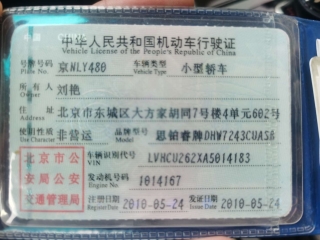 中华人民共和国机动车行驶证
Vehicle License of the People's Republic of China
号牌号码 京NLY480 车辆类型 小型轿车
Plate No. Vehicle Type
所有人 刘艳
Owner
住址 北京市东城区大方家胡同7号楼4单元602号
Address
使用性质 非营运 品牌型号 思铂睿牌DHW7243CUASB
Use Character Model
北京市公安局公安交通管理局
车辆识别代号 LVHCU262XA5014183
VIN
发动机号码 1014167
Engine No.
注册日期 2010-05-24 发证日期 2010-05-24
Register Date Issue Date